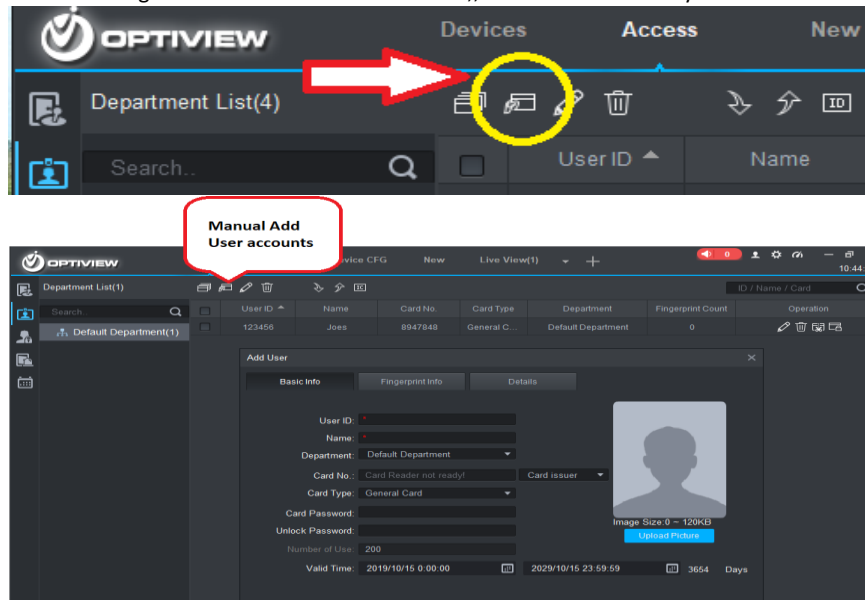 OPTIVIEW Devices Access New
Department List(4) ID
Search.. User ID Name
Manual Add
User accounts
OPTIVIEW vice CFG New Live View(1) 0
10:44:
Department List(1) ID ID / Name / Card
Search.. User ID Name Card No. Card Type Department Fingerprint Count Operation
Default Department(1) 123456 Joes 8947848 General C... Default Department 0
Add User
Basic Info Fingerprint Info Details
User ID: *
Name: *
Department: Default Department
Card No.: Card Reader not ready! Card issuer
Card Type: General Card
Card Password:
Unlock Password:
Image Size:0 ~ 120KB
Upload Picture
Number of Use: 200
Valid Time: 2019/10/15 0:00:00 2029/10/15 23:59:59 3654 Days